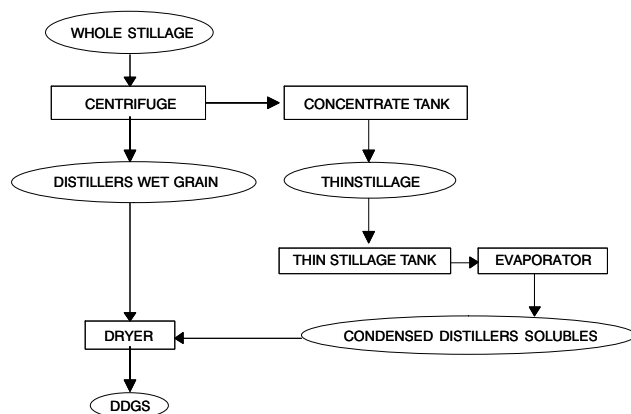 WHOLE STILLAGE
CENTRIFUGE
CONCENTRATE TANK
DISTILLERS WET GRAIN
THINSTILLAGE
THIN STILLAGE TANK
EVAPORATOR
DRYER
CONDENSED DISTILLERS SOLUBLES
DDGS